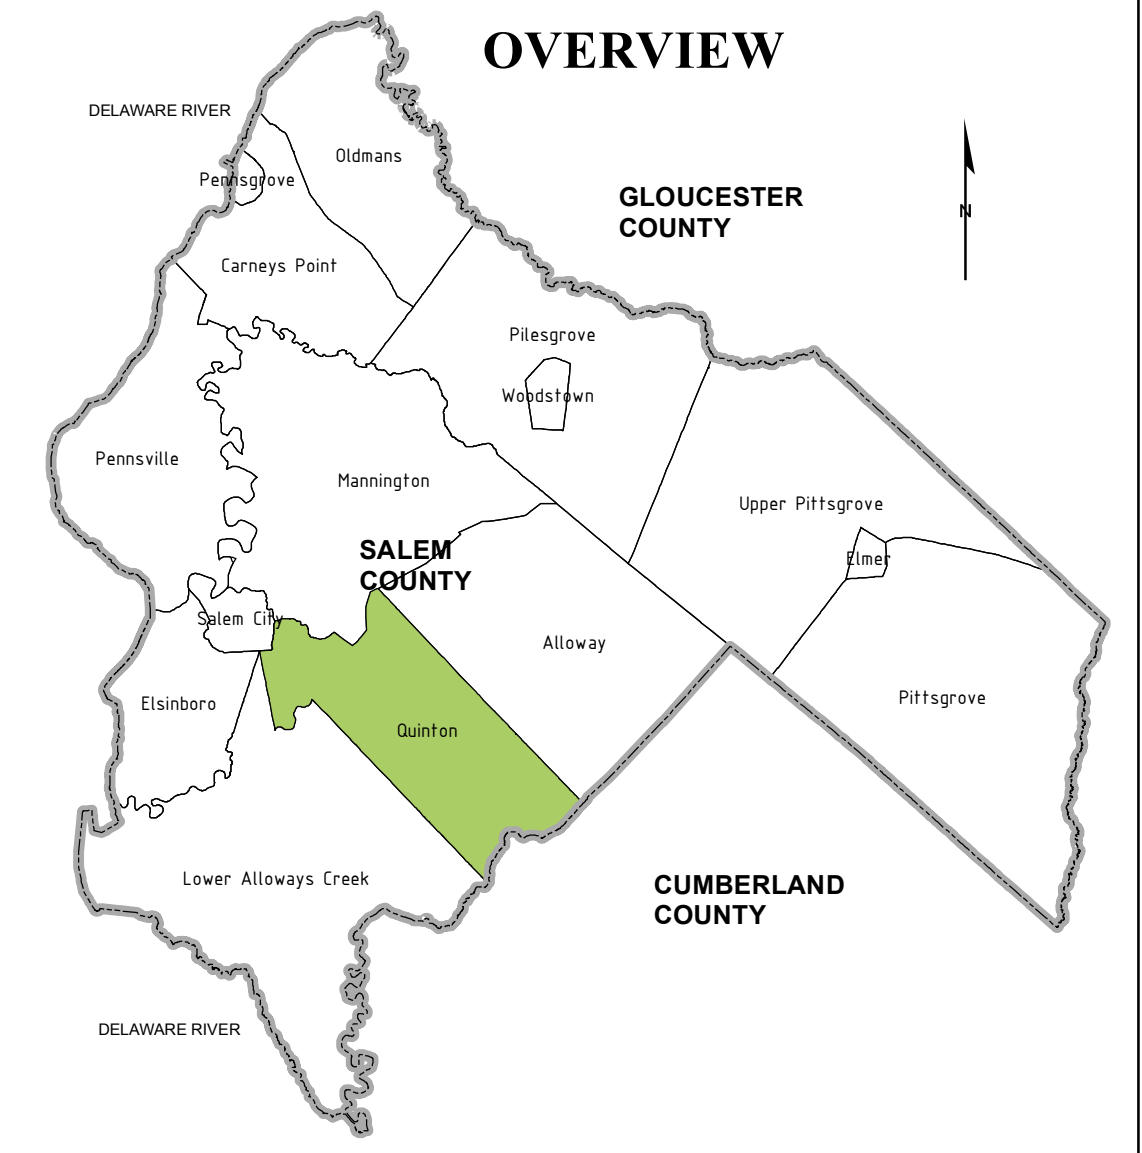 OVERVIEW
DELAWARE RIVER
Oldmans
Pennsgrove
GLOUCESTER
COUNTY
N
Carneys Point
Pilesgrove
Woodstown
Pennsville
Mannington
Upper Pittsgrove
SALEM
COUNTY
Elmer
Salem City
Alloway
Elsinboro
Pittsgrove
Quinton
Lower Alloways Creek
CUMBERLAND
COUNTY
DELAWARE RIVER